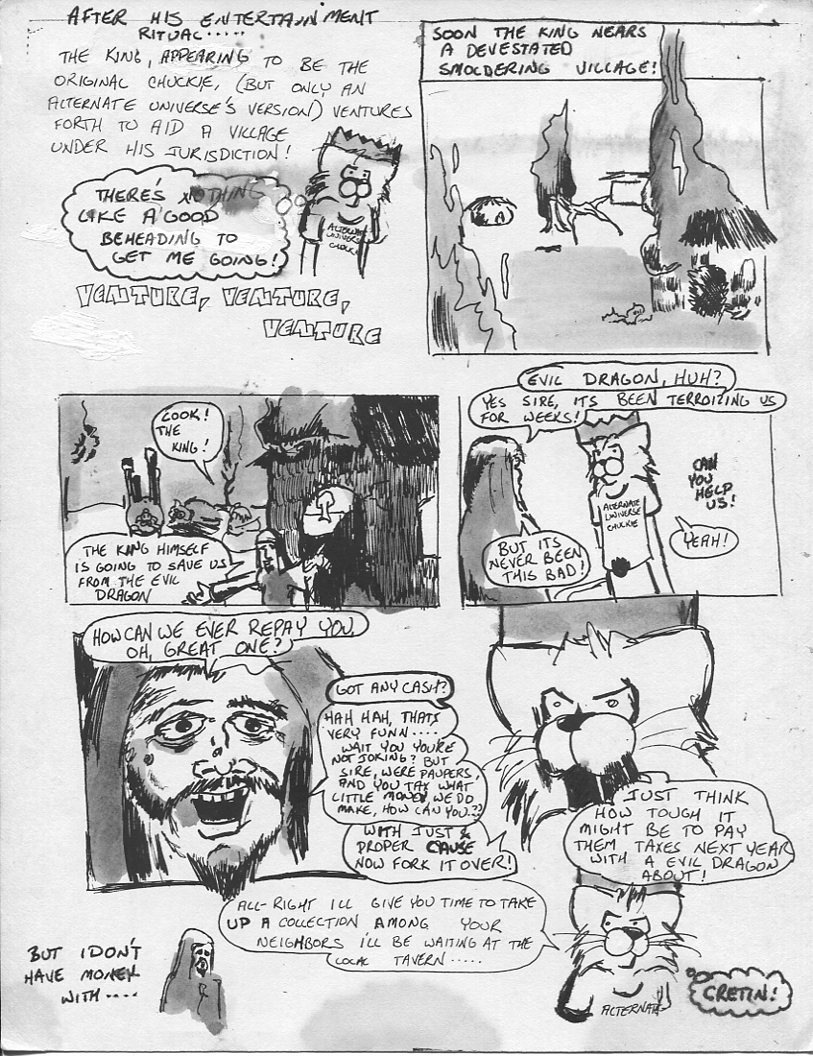 AFTER HIS ENTERTAINMENT
RITUAL.....
THE KING, APPEARING TO BE THE
ORIGINAL CHUCKIE, (BUT ONLY AN
ALTERNATE UNIVERSE'S VERSION) VENTURES
FORTH TO AID A VILLAGE
UNDER HIS JURISDICTION!
THERE'S NOTHING
LIKE A GOOD
BEHEADING TO
GET ME GOING!
ALTERNATE
UNIVERSE
CHUCKIE
VENTURE, VENTURE,
VENTURE
SOON THE KING NEARS
A DEVESTATED
SMOLDERING VILLAGE!
LOOK!
THE
KING!
THE KING HIMSELF
IS GOING TO SAVE US
FROM THE EVIL
DRAGON
EVIL DRAGON, HUH?
YES SIRE, ITS BEEN TERROIZING US
FOR WEEKS!
CAN
YOU
HELP
US!
ALTERNATE
UNIVERSE
CHUCKIE
BUT ITS
NEVER BEEN
THIS BAD!
YEAH!
HOW CAN WE EVER REPAY YOU
OH, GREAT ONE?
GOT ANY CASH?
HAH HAH, THATS
VERY FUNN....
WAIT YOU YOU'RE
NOT JOKING? BUT
SIRE, WERE PAUPERS,
AND YOU TAX WHAT
LITTLE MONEY WE DO
MAKE, HOW CAN YOU??
WITH JUST &
PROPER CAUSE
NOW FORK IT OVER!
JUST THINK
HOW TOUGH IT
MIGHT BE TO PAY
THEM TAXES NEXT YEAR
WITH A EVIL DRAGON
ABOUT!
ALL-RIGHT I'LL GIVE YOU TIME TO TAKE
UP A COLLECTION AMONG YOUR
NEIGHBORS I'LL BE WAITING AT THE
LOCAL TAVERN.....
BUT I DON'T
HAVE MONEY
WITH....
ALTERNATE
CRETIN!